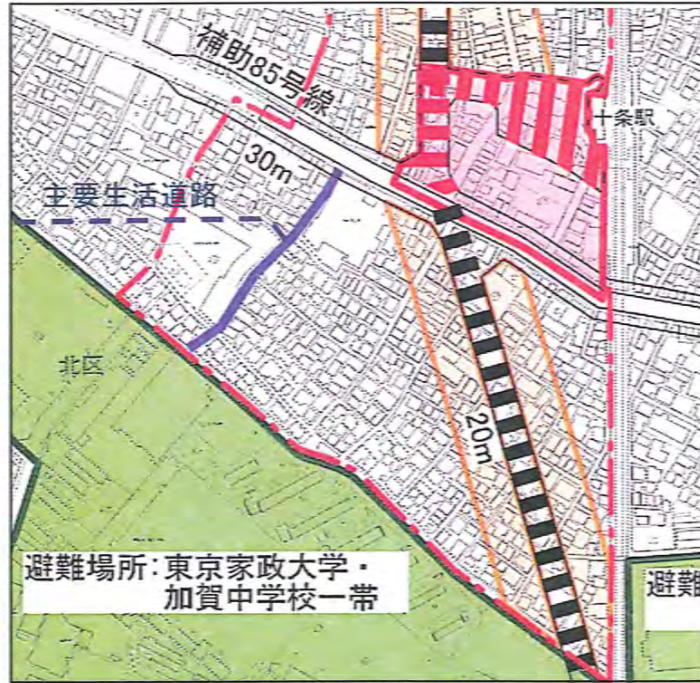 補助85号線
十条駅
30m
主要生活道路
北区
20m
避難場所:東京家政大学・
加賀中学校一帯
避難